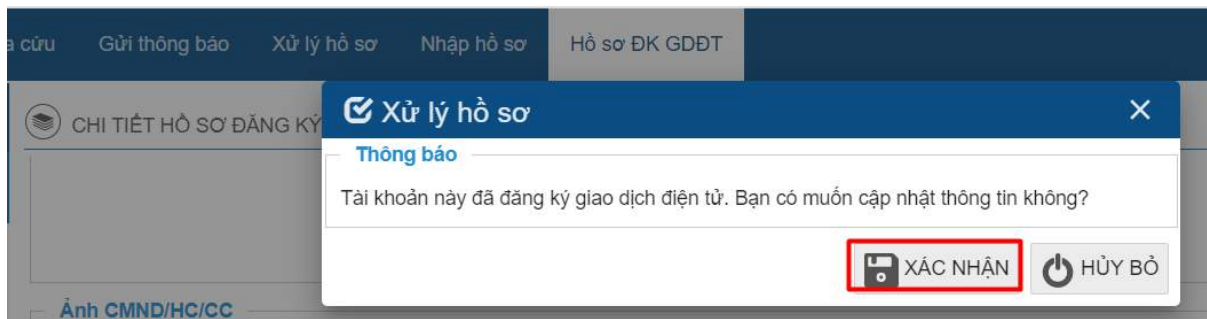 a cứu Gửi thông báo Xử lý hồ sơ Nhập hồ sơ Hồ sơ ĐK GDĐT
CHI TIẾT HỒ SƠ ĐĂNG KÝ
Xử lý hồ sơ
Thông báo
Tài khoản này đã đăng ký giao dịch điện tử. Bạn có muốn cập nhật thông tin không?
XÁC NHẬN HỦY BỎ
Ảnh CMND/HC/CC